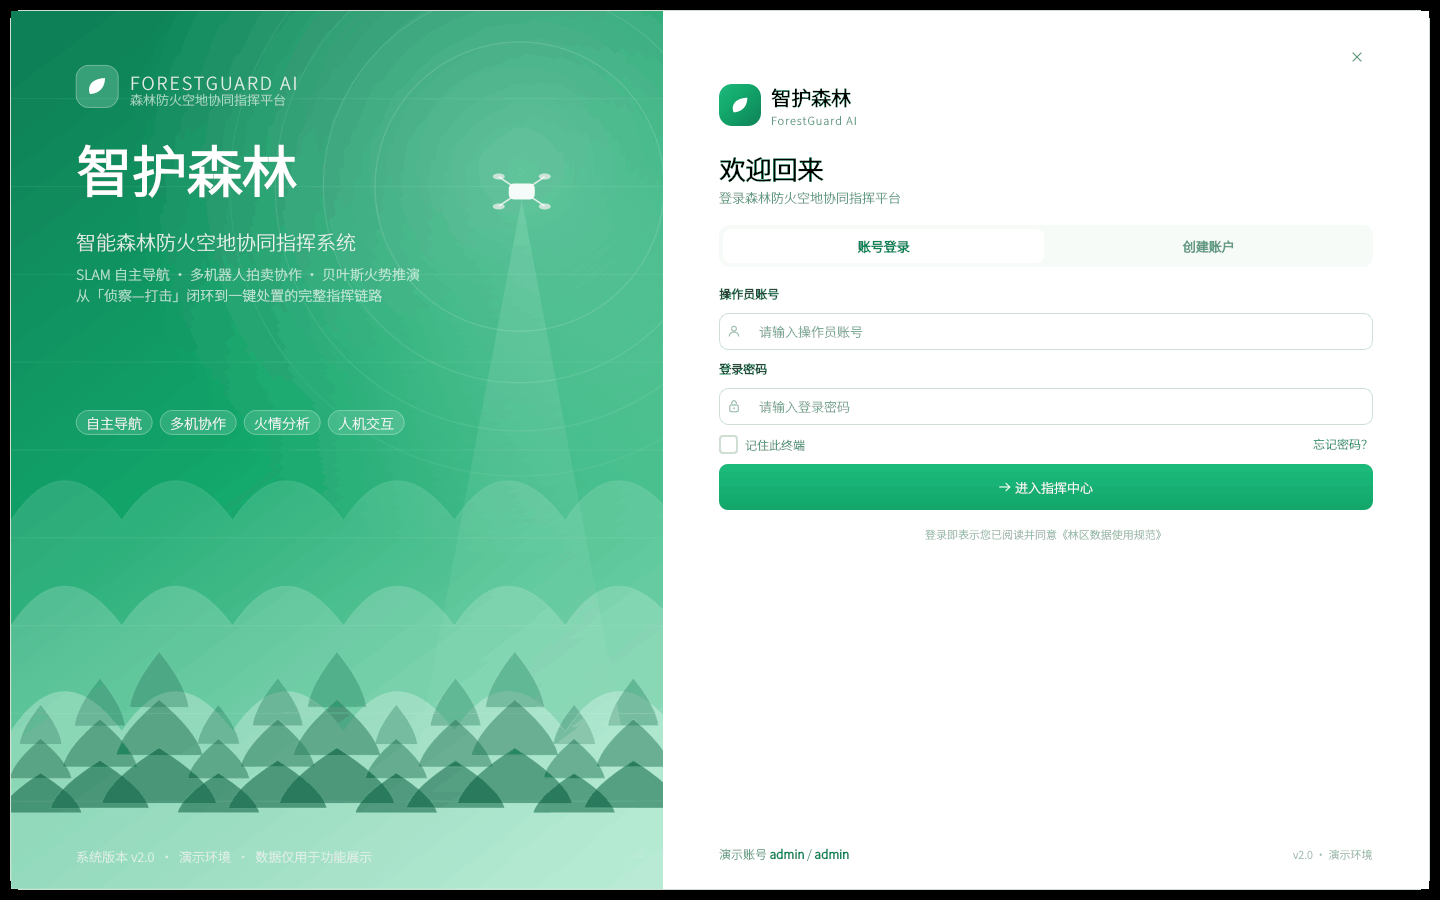 FORESTGUARD AI
森林防火空地协同指挥平台
智护森林
智能森林防火空地协同指挥系统
SLAM 自主导航 · 多机器人拍卖协作 · 贝叶斯火势推演
从「侦察—打击」闭环到一键处置的完整指挥链路
自主导航 多机协作 火情分析 人机交互
系统版本 v2.0 · 演示环境 · 数据仅用于功能展示
智护森林
ForestGuard AI
欢迎回来
登录森林防火空地协同指挥平台
账号登录 创建账户
操作员账号
请输入操作员账号
登录密码
请输入登录密码
记住此终端 忘记密码?
→ 进入指挥中心
登录即表示您已阅读并同意《林区数据使用规范》
演示账号 admin / admin v2.0 · 演示环境